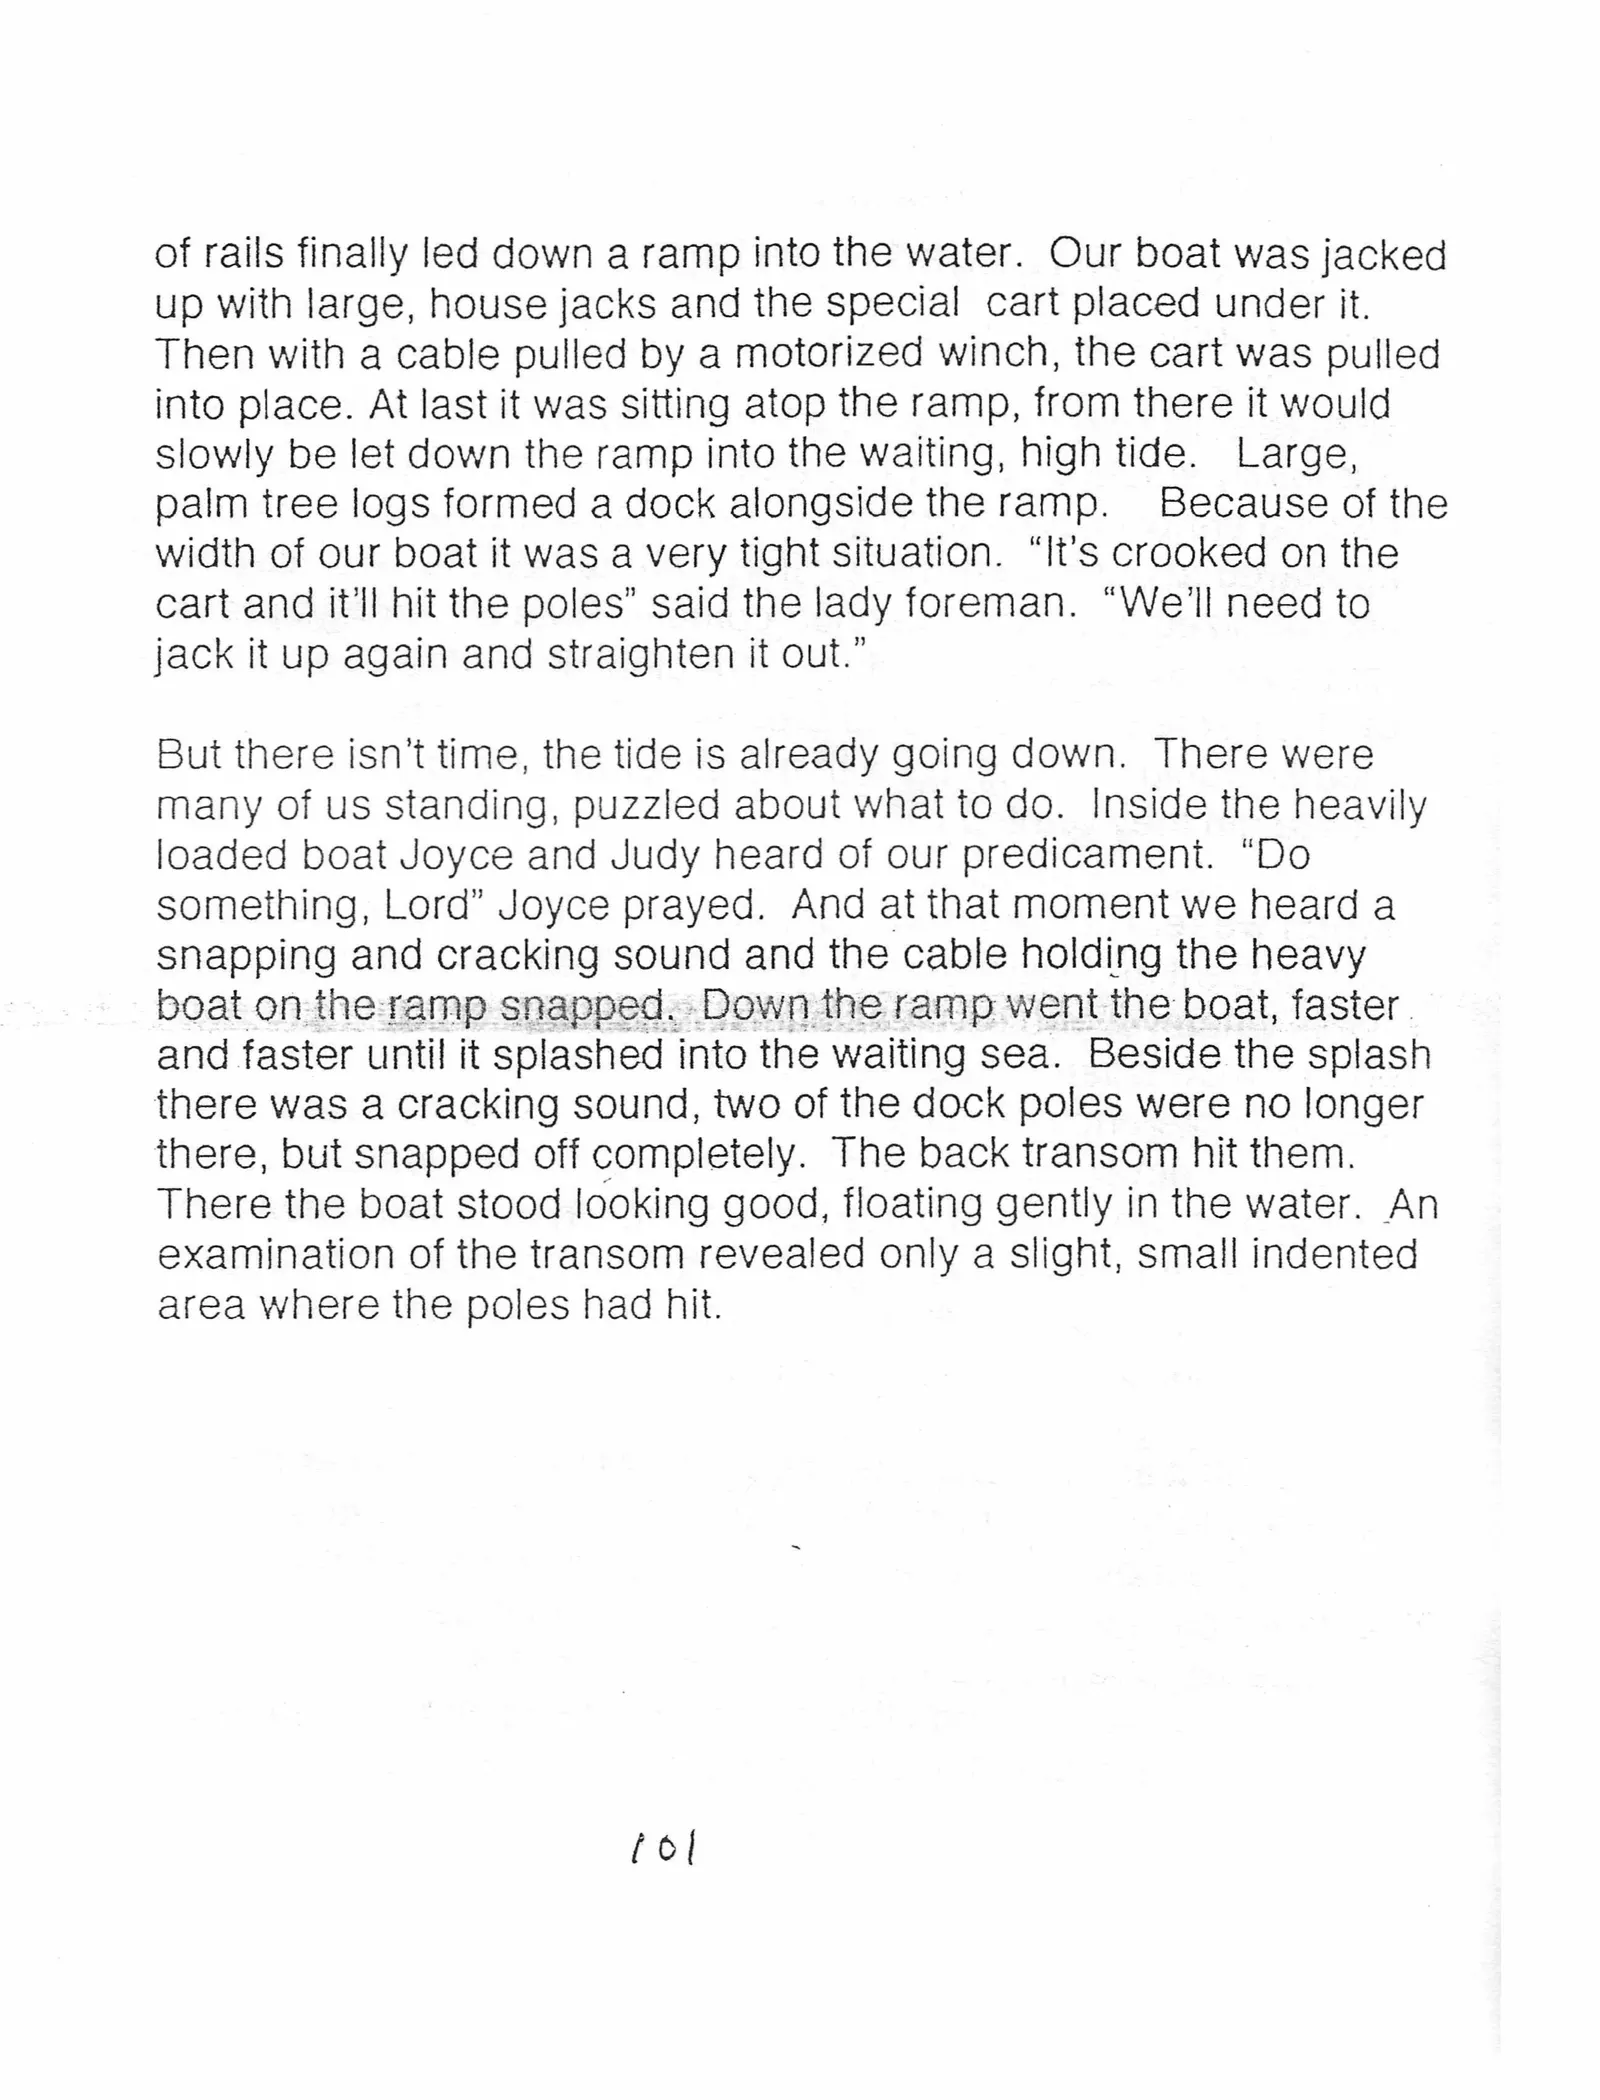 of rails finally led down a ramp into the water.  Our boat was jacked
up with large, house jacks and the special  cart placed under it.
Then with a cable pulled by a motorized winch, the cart was pulled
into place. At last it was sitting atop the ramp, from there it would
slowly be let down the ramp into the waiting, high tide.   Large,
palm tree logs formed a dock alongside the ramp.    Because of the
width of our boat it was a very tight situation.  “It’s crooked on the
cart and it’ll hit the poles” said the lady foreman.  “We’ll need to
jack it up again and straighten it out.”

But there isn’t time, the tide is already going down.  There were
many of us standing, puzzled about what to do.  Inside the heavily
loaded boat Joyce and Judy heard of our predicament.  “Do
something, Lord” Joyce prayed.  And at that moment we heard a
snapping and cracking sound and the cable holding the heavy
boat on the ramp snapped.  Down the ramp went the boat, faster
and faster until it splashed into the waiting sea.  Beside the splash
there was a cracking sound, two of the dock poles were no longer
there, but snapped off completely.  The back transom hit them.
There the boat stood looking good, floating gently in the water.  An
examination of the transom revealed only a slight, small indented
area where the poles had hit.

101